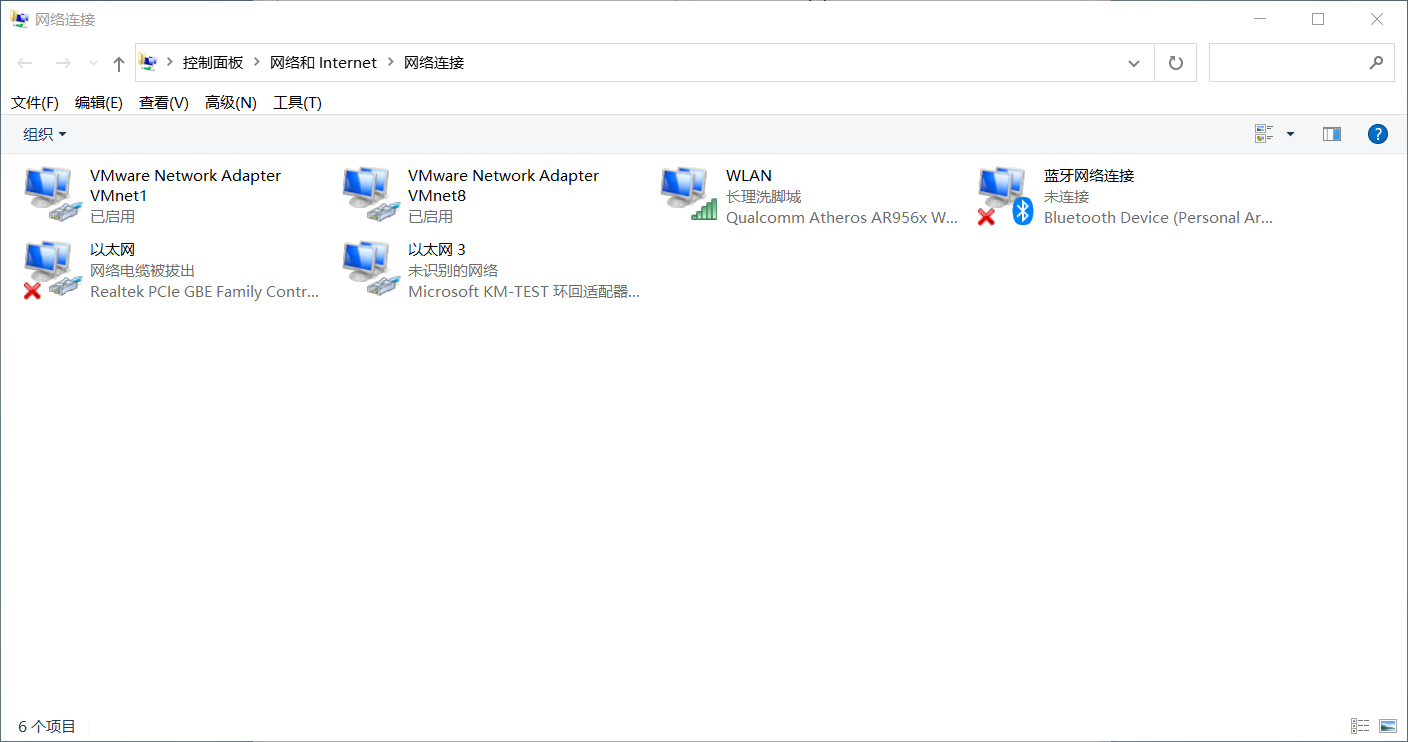 网络连接
控制面板 网络和 Internet 网络连接
文件(F) 编辑(E) 查看(V) 高级(N) 工具(T)
组织
VMware Network Adapter
VMnet1
已启用
VMware Network Adapter
VMnet8
已启用
WLAN
长理洗脚城
Qualcomm Atheros AR956x W...
蓝牙网络连接
未连接
Bluetooth Device (Personal Ar...
以太网
网络电缆被拔出
Realtek PCIe GBE Family Contr...
以太网 3
未识别的网络
Microsoft KM-TEST 环回适配器...
6 个项目